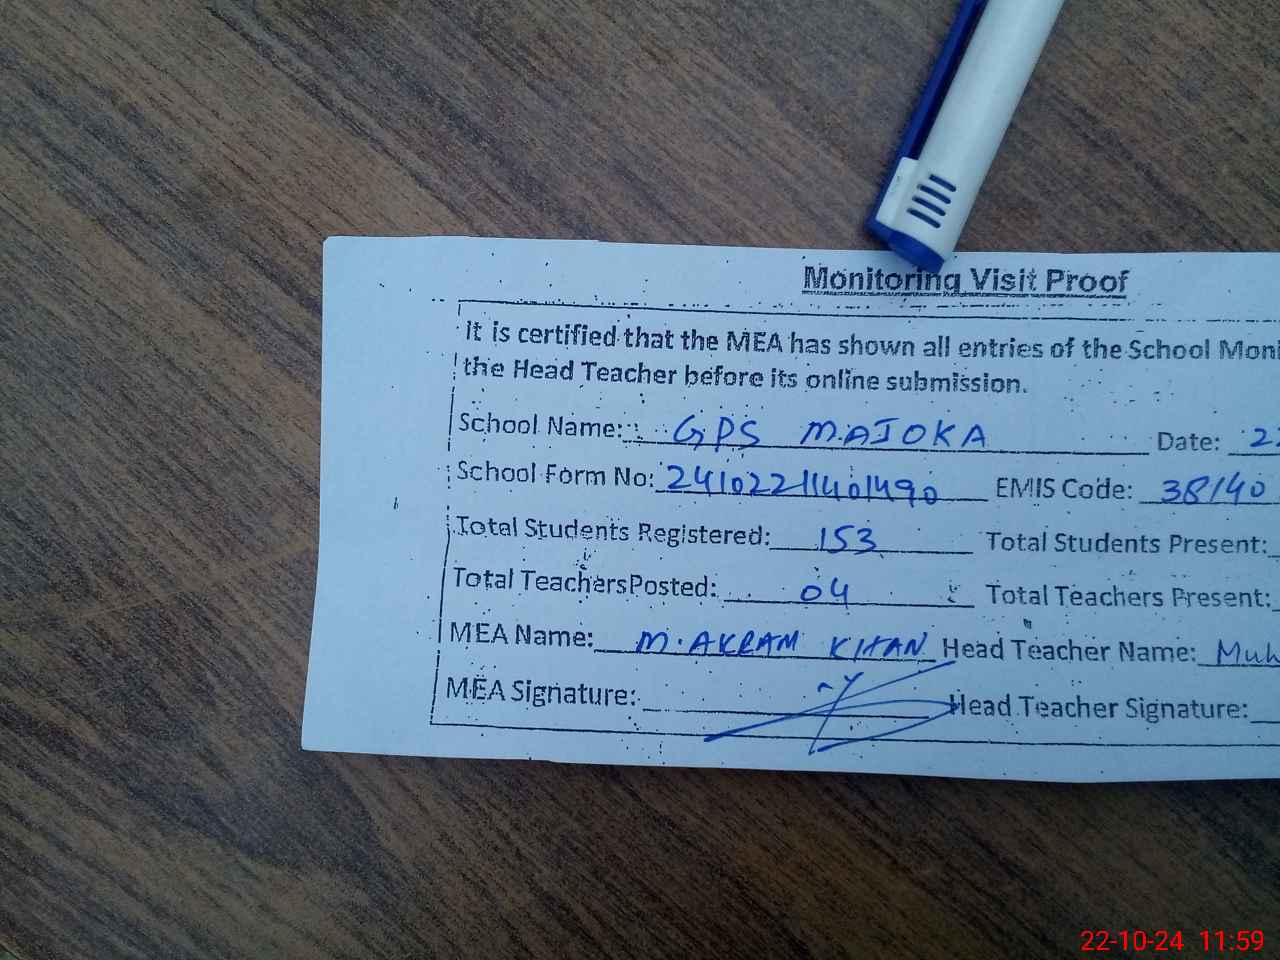 Monitoring Visit Proof
It is certified that the MEA has shown all entries of the School Moni
the Head Teacher before its online submission.
School Name: GPS MAJOKA Date: 2
School Form No: 24102211401490 EMIS Code: 38140
Total Students Registered: 153 Total Students Present:
Total TeachersPosted: 04 Total Teachers Present:
MEA Name: M. AKRAM KHAN Head Teacher Name: Muh
MEA Signature: Head Teacher Signature:
22-10-24 11:59